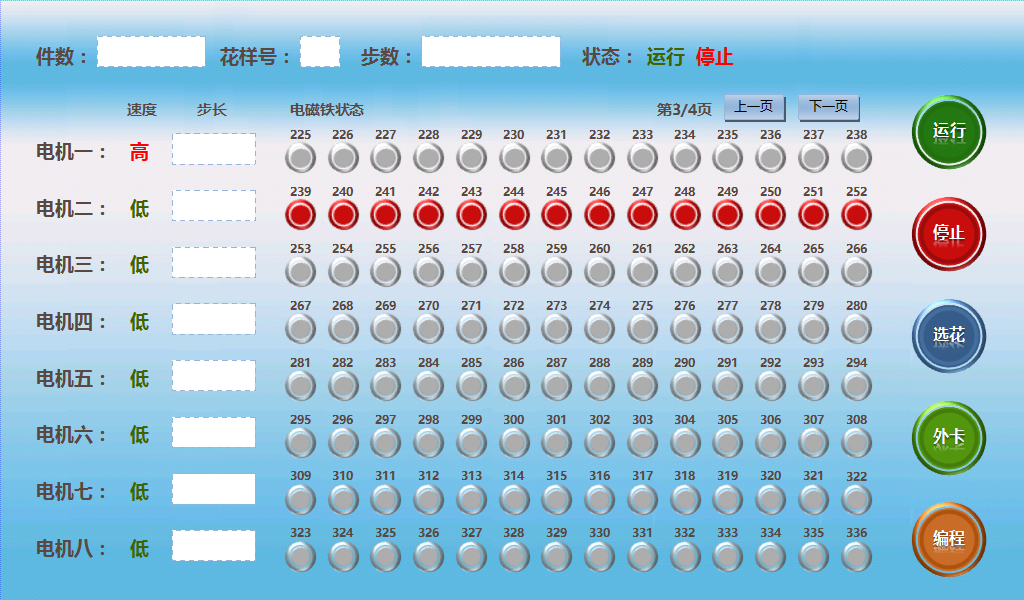 件数： 花样号： 步数： 状态： 运行 停止
速度 步长 电磁铁状态 第3/4页 上一页 下一页
225 226 227 228 229 230 231 232 233 234 235 236 237 238
电机一： 高
239 240 241 242 243 244 245 246 247 248 249 250 251 252
电机二： 低
253 254 255 256 257 258 259 260 261 262 263 264 265 266
电机三： 低
267 268 269 270 271 272 273 274 275 276 277 278 279 280
电机四： 低
281 282 283 284 285 286 287 288 289 290 291 292 293 294
电机五： 低
295 296 297 298 299 300 301 302 303 304 305 306 307 308
电机六： 低
309 310 311 312 313 314 315 316 317 318 319 320 321 322
电机七： 低
323 324 325 326 327 328 329 330 331 332 333 334 335 336
电机八： 低
运行
停止
选花
外卡
编程